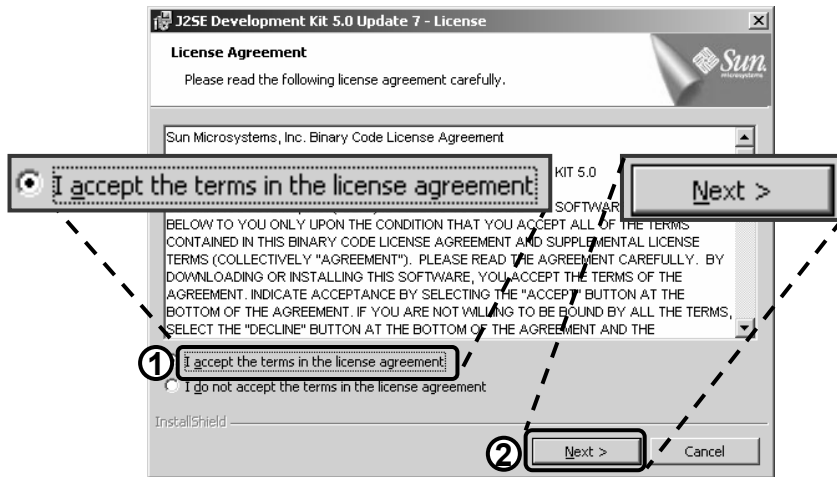 J2SE Development Kit 5.0 Update 7 - License
License Agreement
Please read the following license agreement carefully.
Sun
microsystems
Sun Microsystems, Inc. Binary Code License Agreement
KIT 5.0
I accept the terms in the license agreement
Next >
SOFTWAR
BELOW TO YOU ONLY UPON THE CONDITION THAT YOU ACCEPT ALL OF THE TERMS
CONTAINED IN THIS BINARY CODE LICENSE AGREEMENT AND SUPPLEMENTAL LICENSE
TERMS (COLLECTIVELY "AGREEMENT"). PLEASE READ THE AGREEMENT CAREFULLY. BY
DOWNLOADING OR INSTALLING THIS SOFTWARE, YOU ACCEPT THE TERMS OF THE
AGREEMENT. INDICATE ACCEPTANCE BY SELECTING THE "ACCEPT" BUTTON AT THE
BOTTOM OF THE AGREEMENT. IF YOU ARE NOT WILLING TO BE BOUND BY ALL THE TERMS,
SELECT THE "DECLINE" BUTTON AT THE BOTTOM OF THE AGREEMENT AND THE
1 I accept the terms in the license agreement
I do not accept the terms in the license agreement
InstallShield
2 Next > Cancel